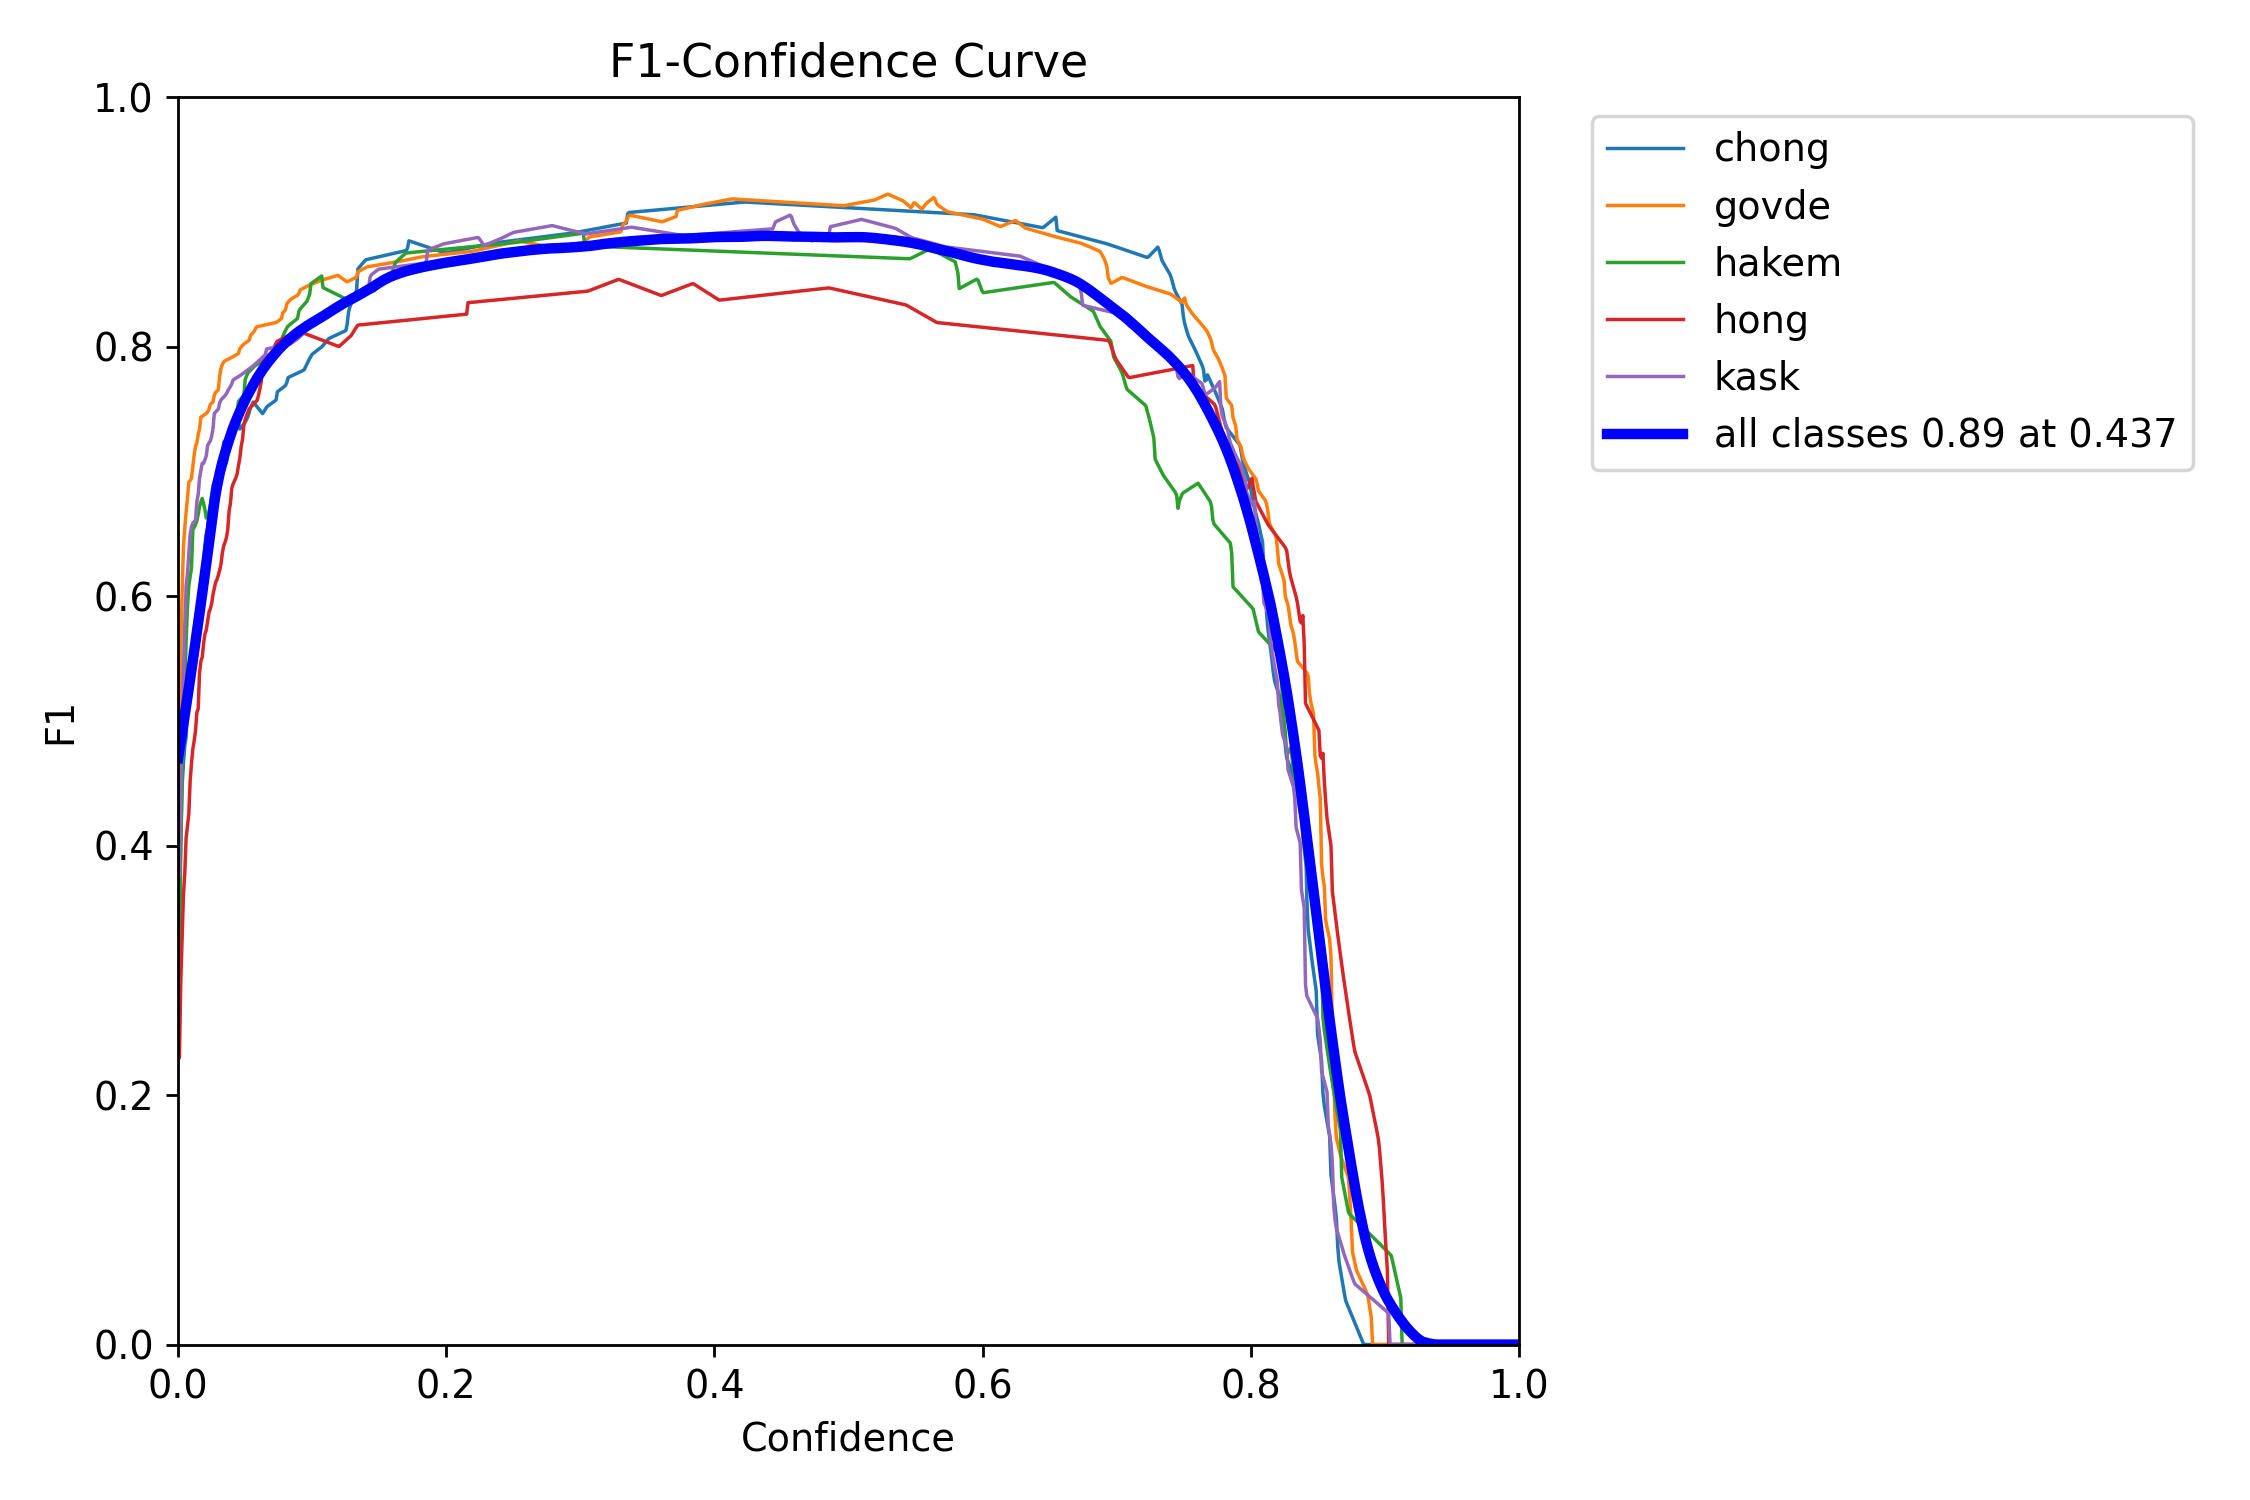 F1-Confidence Curve
1.0
0.8
0.6
0.4
0.2
0.0
F1
0.0 0.2 0.4 0.6 0.8 1.0
Confidence
chong
govde
hakem
hong
kask
all classes 0.89 at 0.437